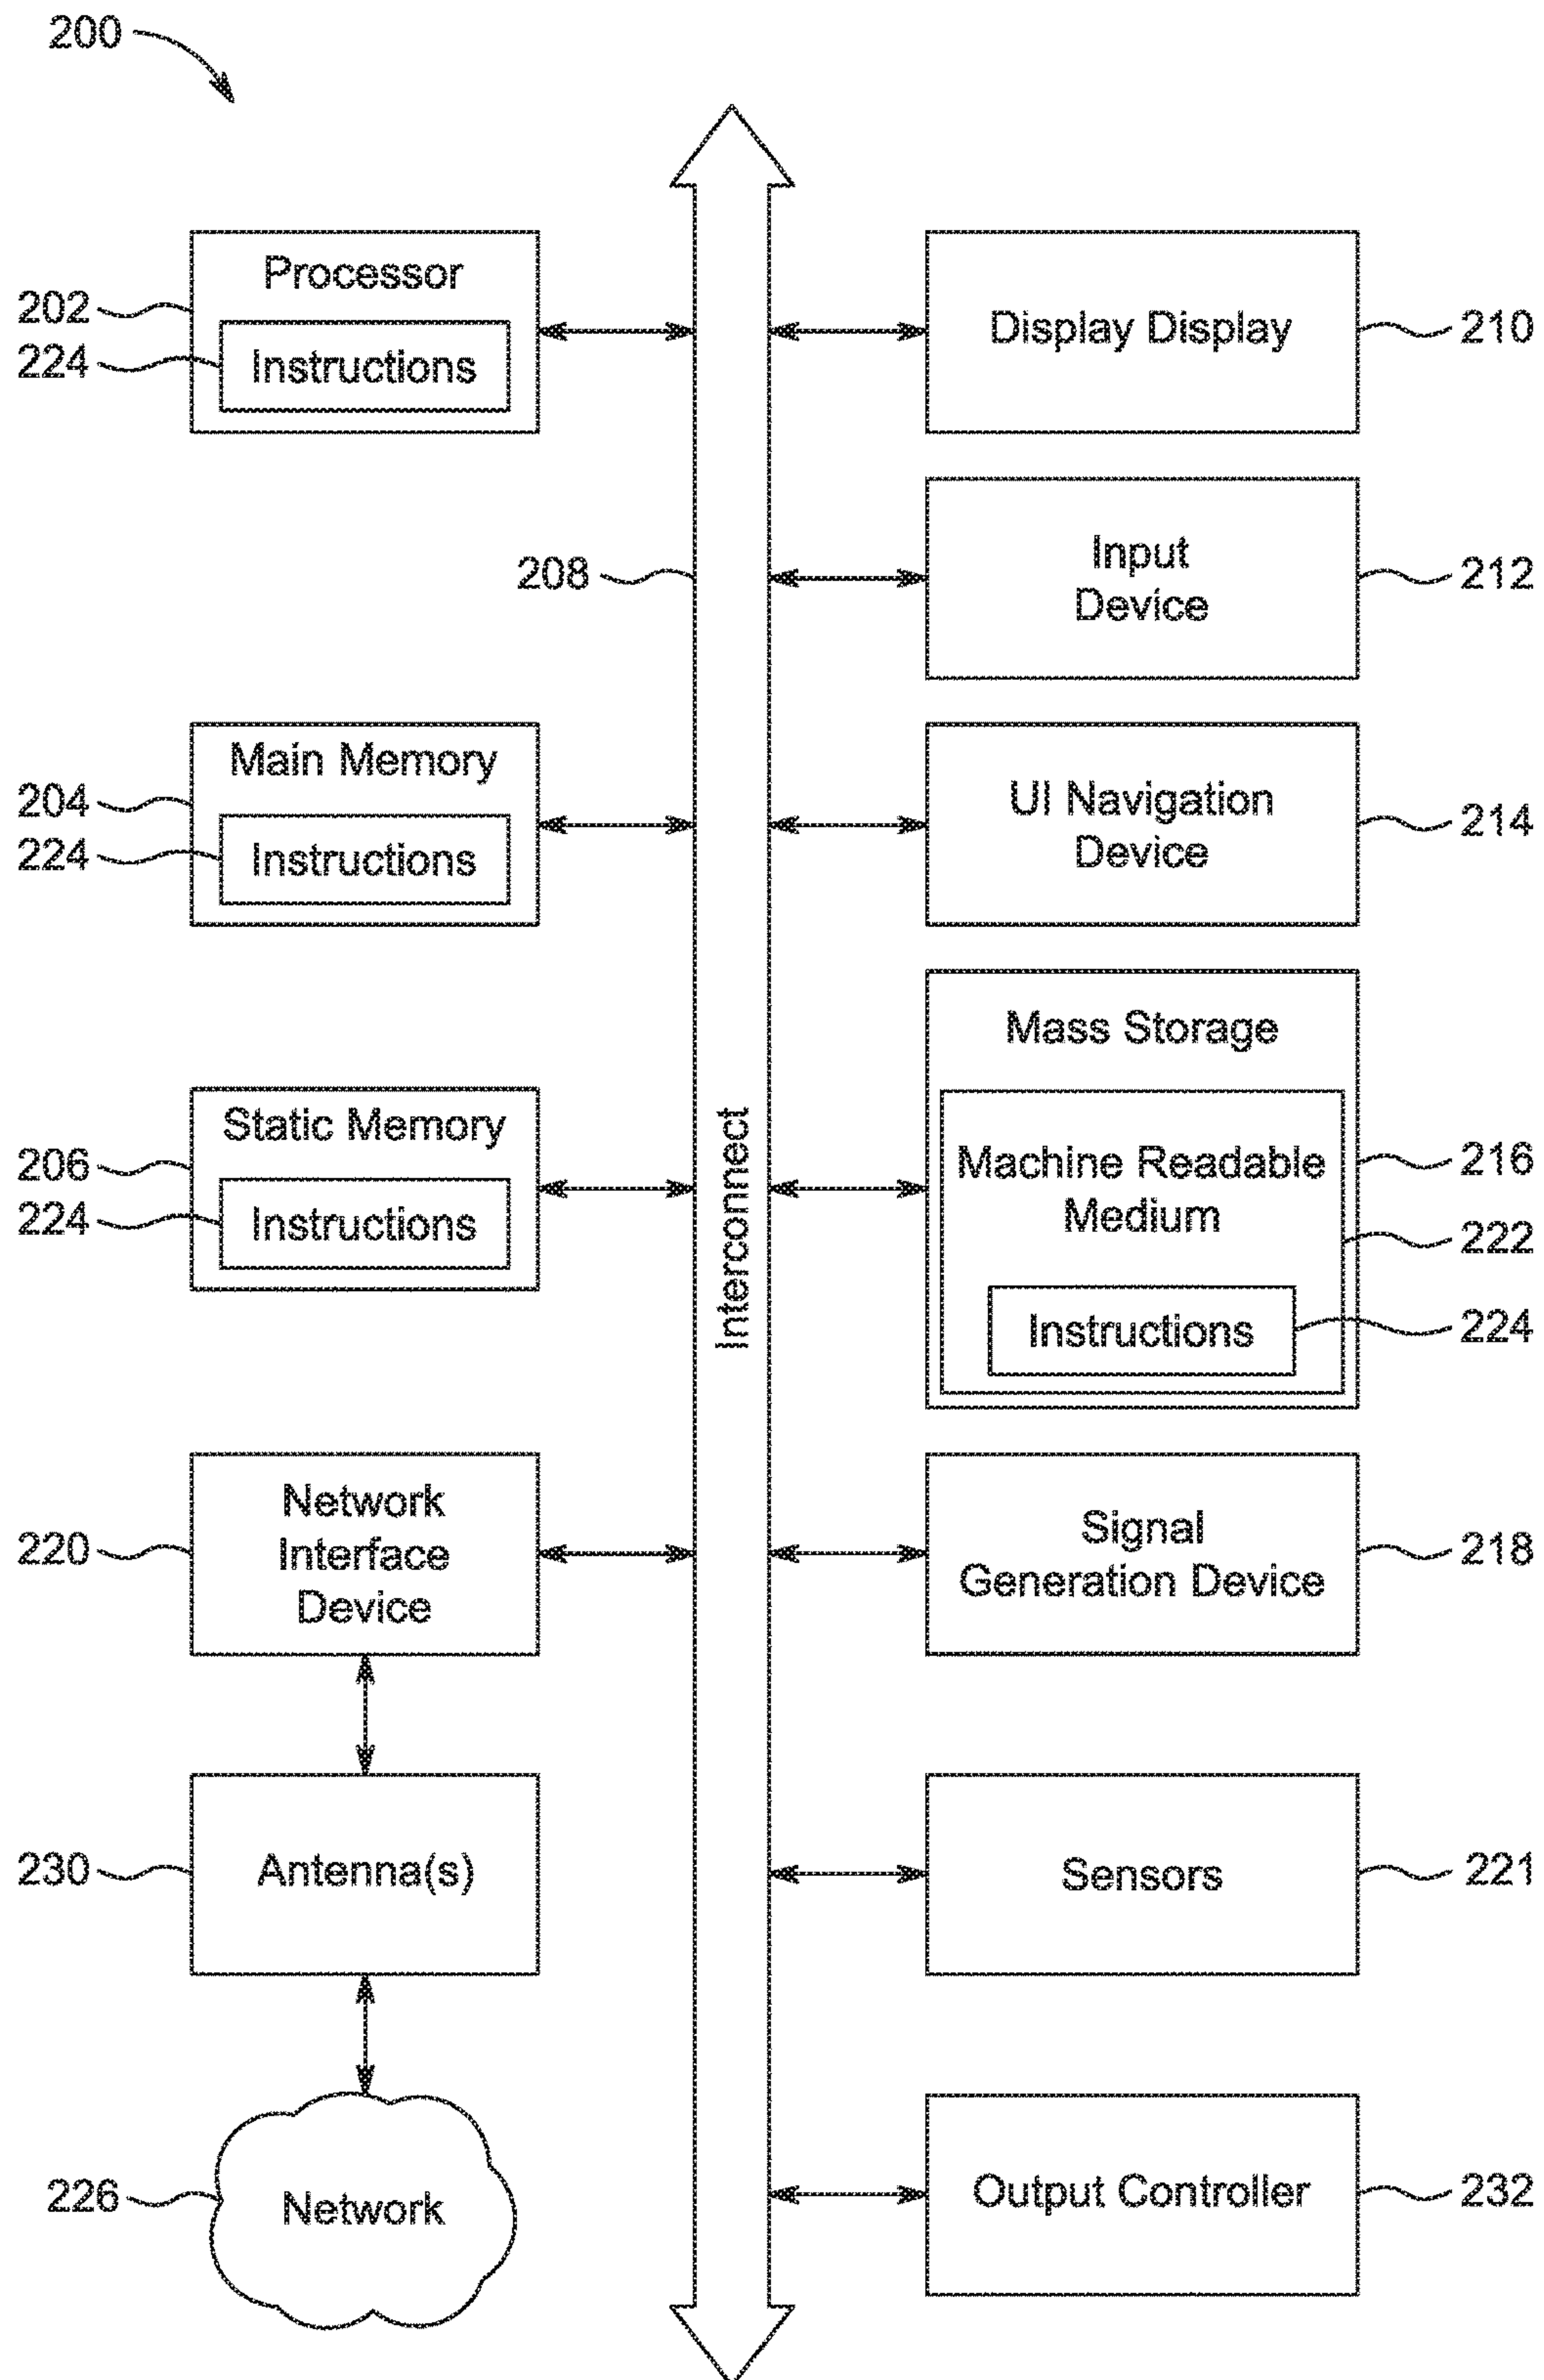 200
Processor
202
224
Instructions
Display Display
210
208
Input
Device
212
Main Memory
204
224
Instructions
UI Navigation
Device
214
Mass Storage
Machine Readable
Medium
216
222
Instructions
224
Static Memory
206
224
Instructions
Interconnect
Network
Interface
Device
220
Signal
Generation Device
218
Antenna(s)
230
Sensors
221
Network
226
Output Controller
232